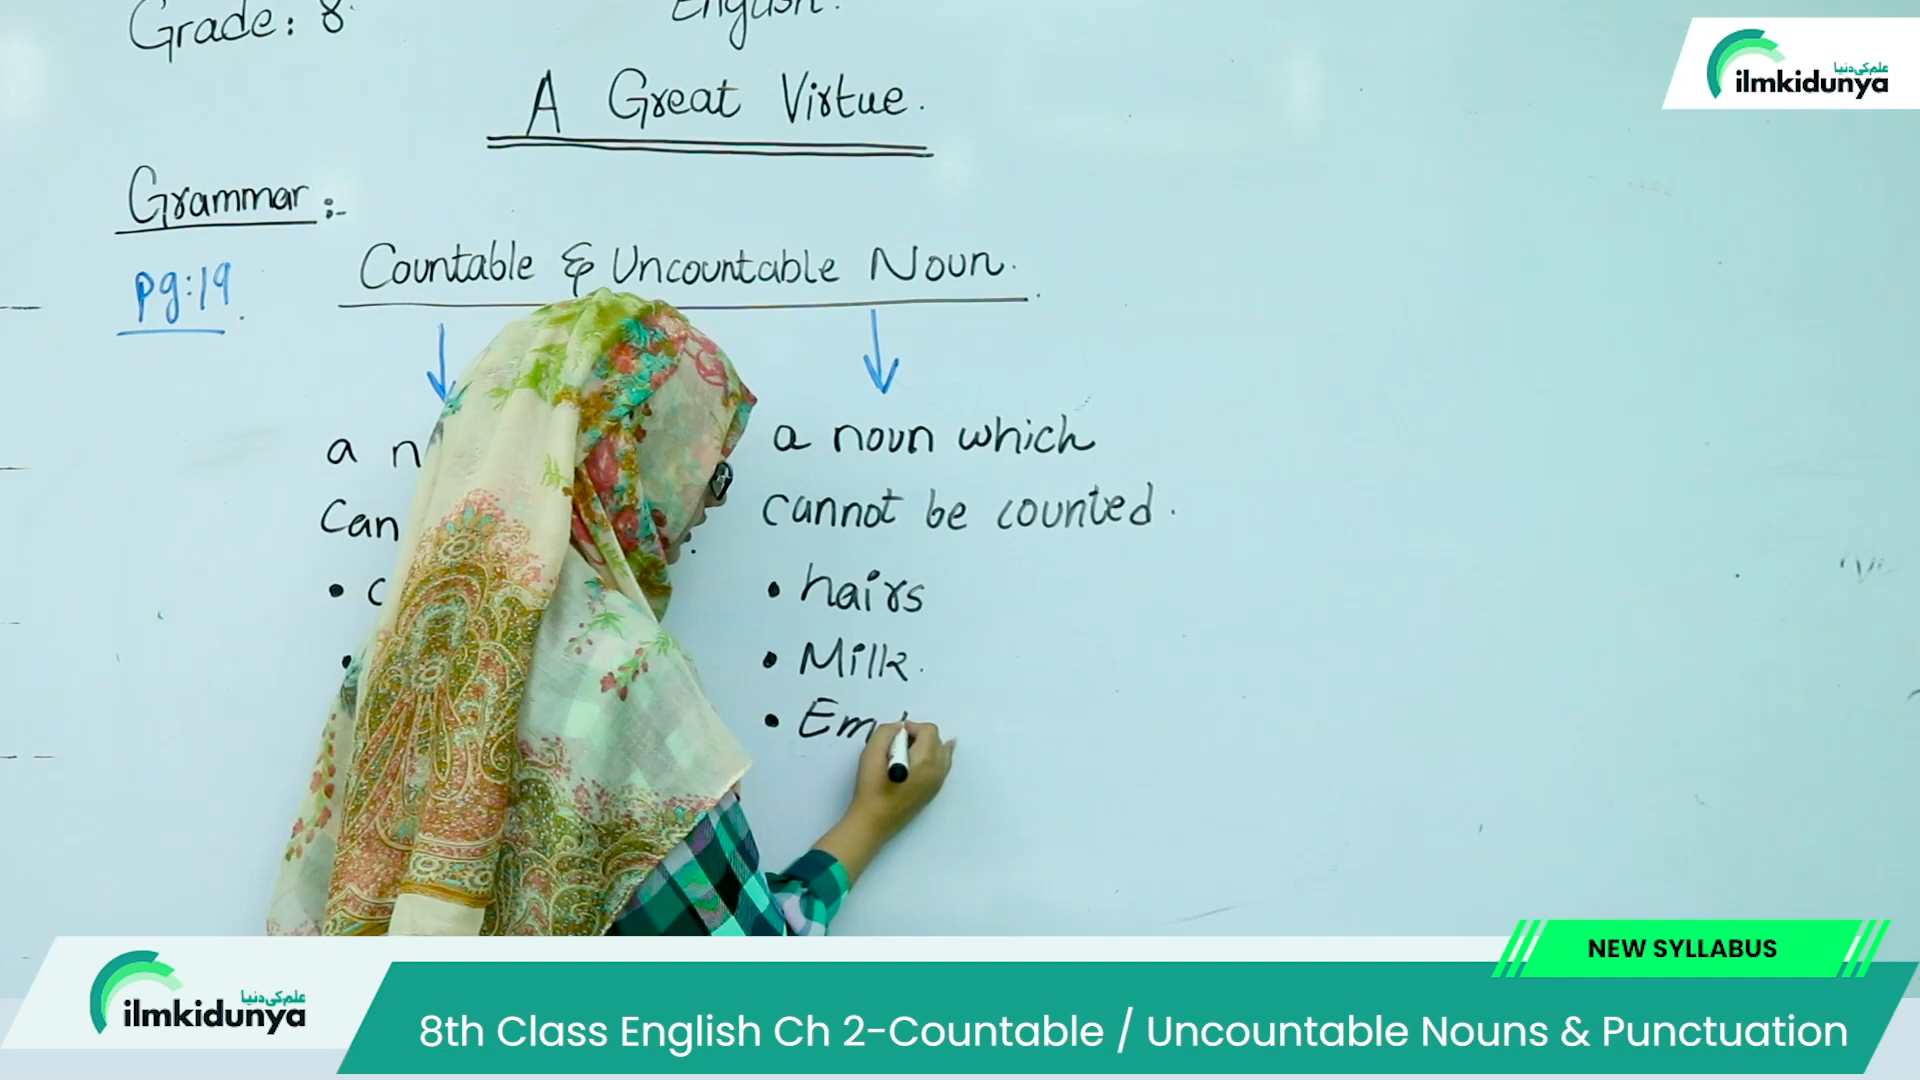 Grade: 8
English:
علم کی دنیا
ilmkidunya
A Great Virtue.
Grammar :-
Pg:19.
Countable & Uncountable Noun.
a
can
a noun which
cannot be counted.
• hairs
• Milk.
NEW SYLLABUS
علم کی دنیا
ilmkidunya
8th Class English Ch 2-Countable / Uncountable Nouns & Punctuation